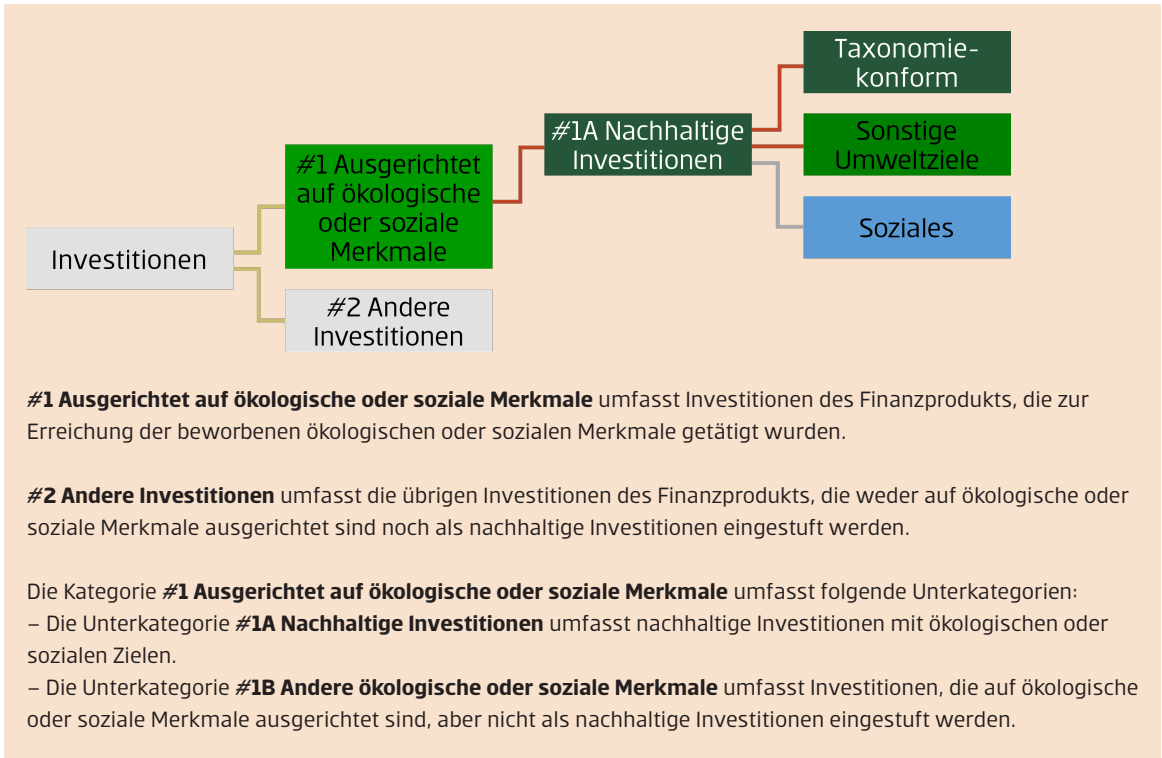 Taxonomie-
konform
#1A Nachhaltige
Investitionen
Sonstige
Umweltziele
#1 Ausgerichtet
auf ökologische
oder soziale
Merkmale
Soziales
Investitionen
#2 Andere
Investitionen
#1 Ausgerichtet auf ökologische oder soziale Merkmale umfasst Investitionen des Finanzprodukts, die zur
Erreichung der beworbenen ökologischen oder sozialen Merkmale getätigt wurden.
#2 Andere Investitionen umfasst die übrigen Investitionen des Finanzprodukts, die weder auf ökologische oder
soziale Merkmale ausgerichtet sind noch als nachhaltige Investitionen eingestuft werden.
Die Kategorie #1 Ausgerichtet auf ökologische oder soziale Merkmale umfasst folgende Unterkategorien:
– Die Unterkategorie #1A Nachhaltige Investitionen umfasst nachhaltige Investitionen mit ökologischen oder
sozialen Zielen.
– Die Unterkategorie #1B Andere ökologische oder soziale Merkmale umfasst Investitionen, die auf ökologische
oder soziale Merkmale ausgerichtet sind, aber nicht als nachhaltige Investitionen eingestuft werden.